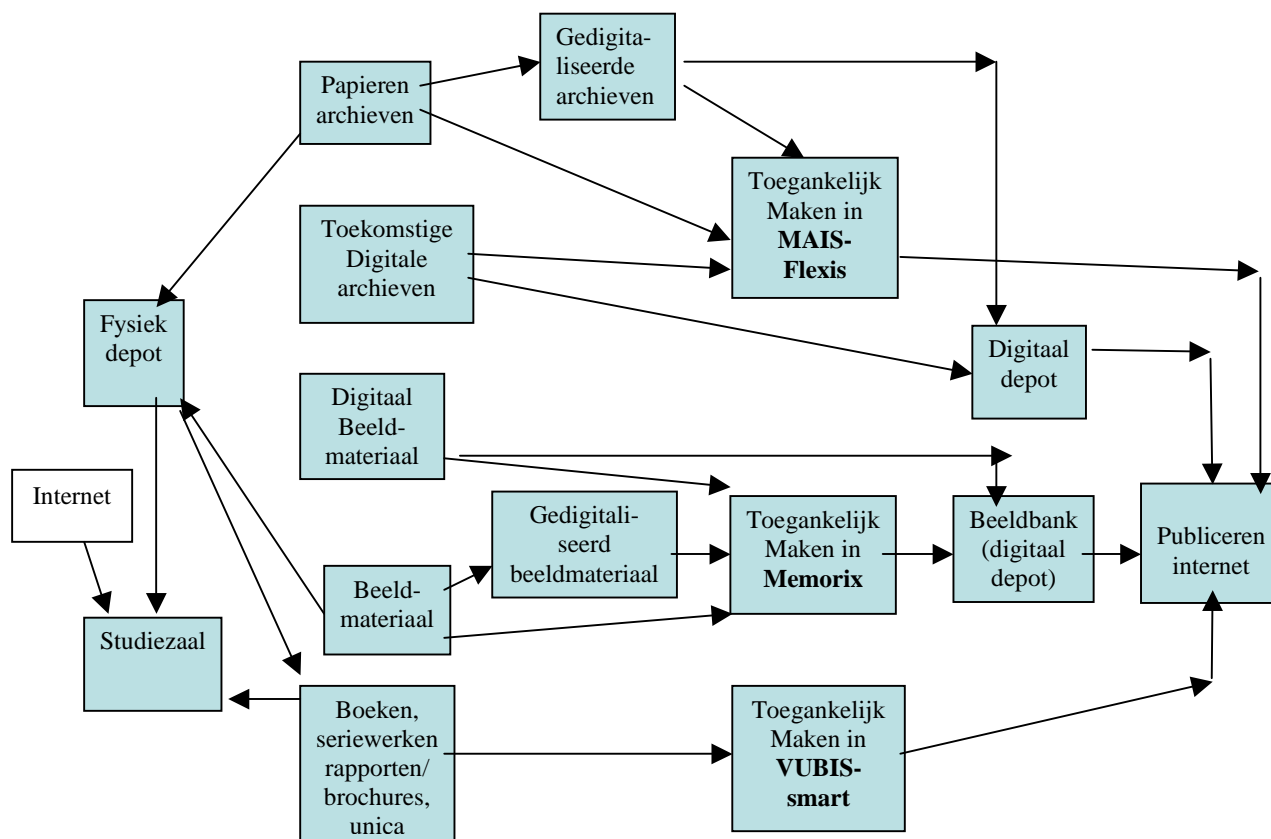 Gedigita-
liseerde
archieven
Papieren
archieven
Toegankelijk
Maken in
MAIS-
Flexis
Toekomstige
Digitale
archieven
Fysiek
depot
Digitaal
depot
Digitaal
Beeld-
materiaal
Internet
Gedigitali-
seerd
beeldmateriaal
Toegankelijk
Maken in
Memorix
Beeldbank
(digitaal
depot)
Publiceren
internet
Beeld-
materiaal
Studiezaal
Boeken,
seriewerken
rapporten/
brochures,
unica
Toegankelijk
Maken in
VUBIS-
smart